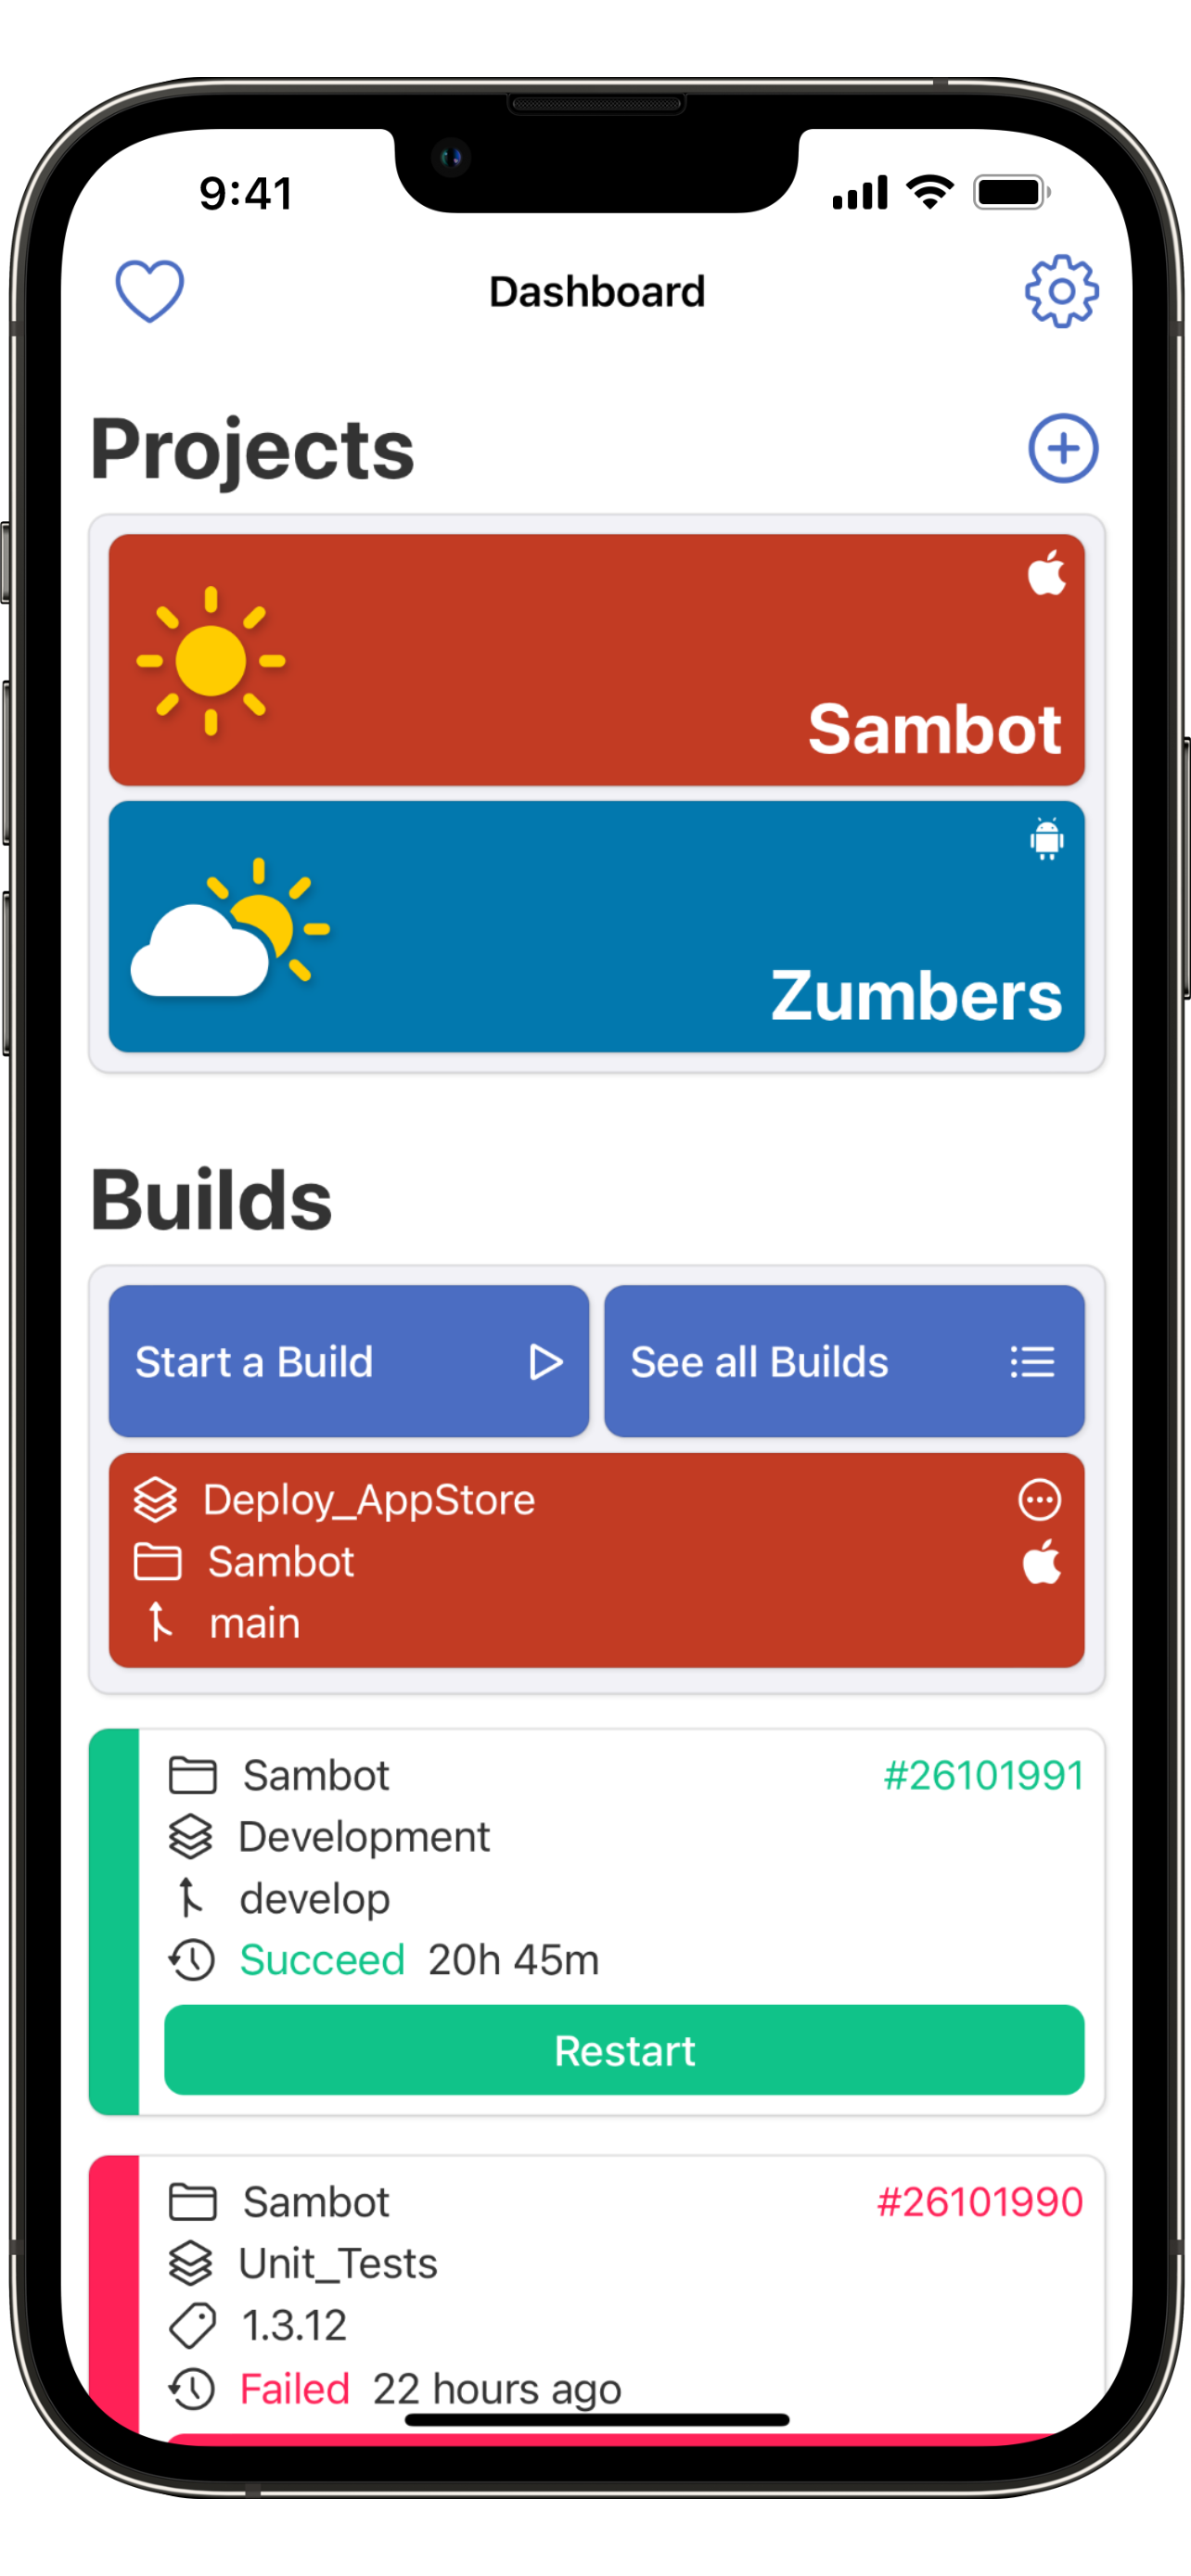 9:41
Dashboard
Projects
Sambot
Zumbers
Builds
Start a Build
See all Builds
Deploy_AppStore
Sambot
main
Sambot #26101991
Development
develop
Succeed 20h 45m
Restart
Sambot #26101990
Unit_Tests
1.3.12
Failed 22 hours ago